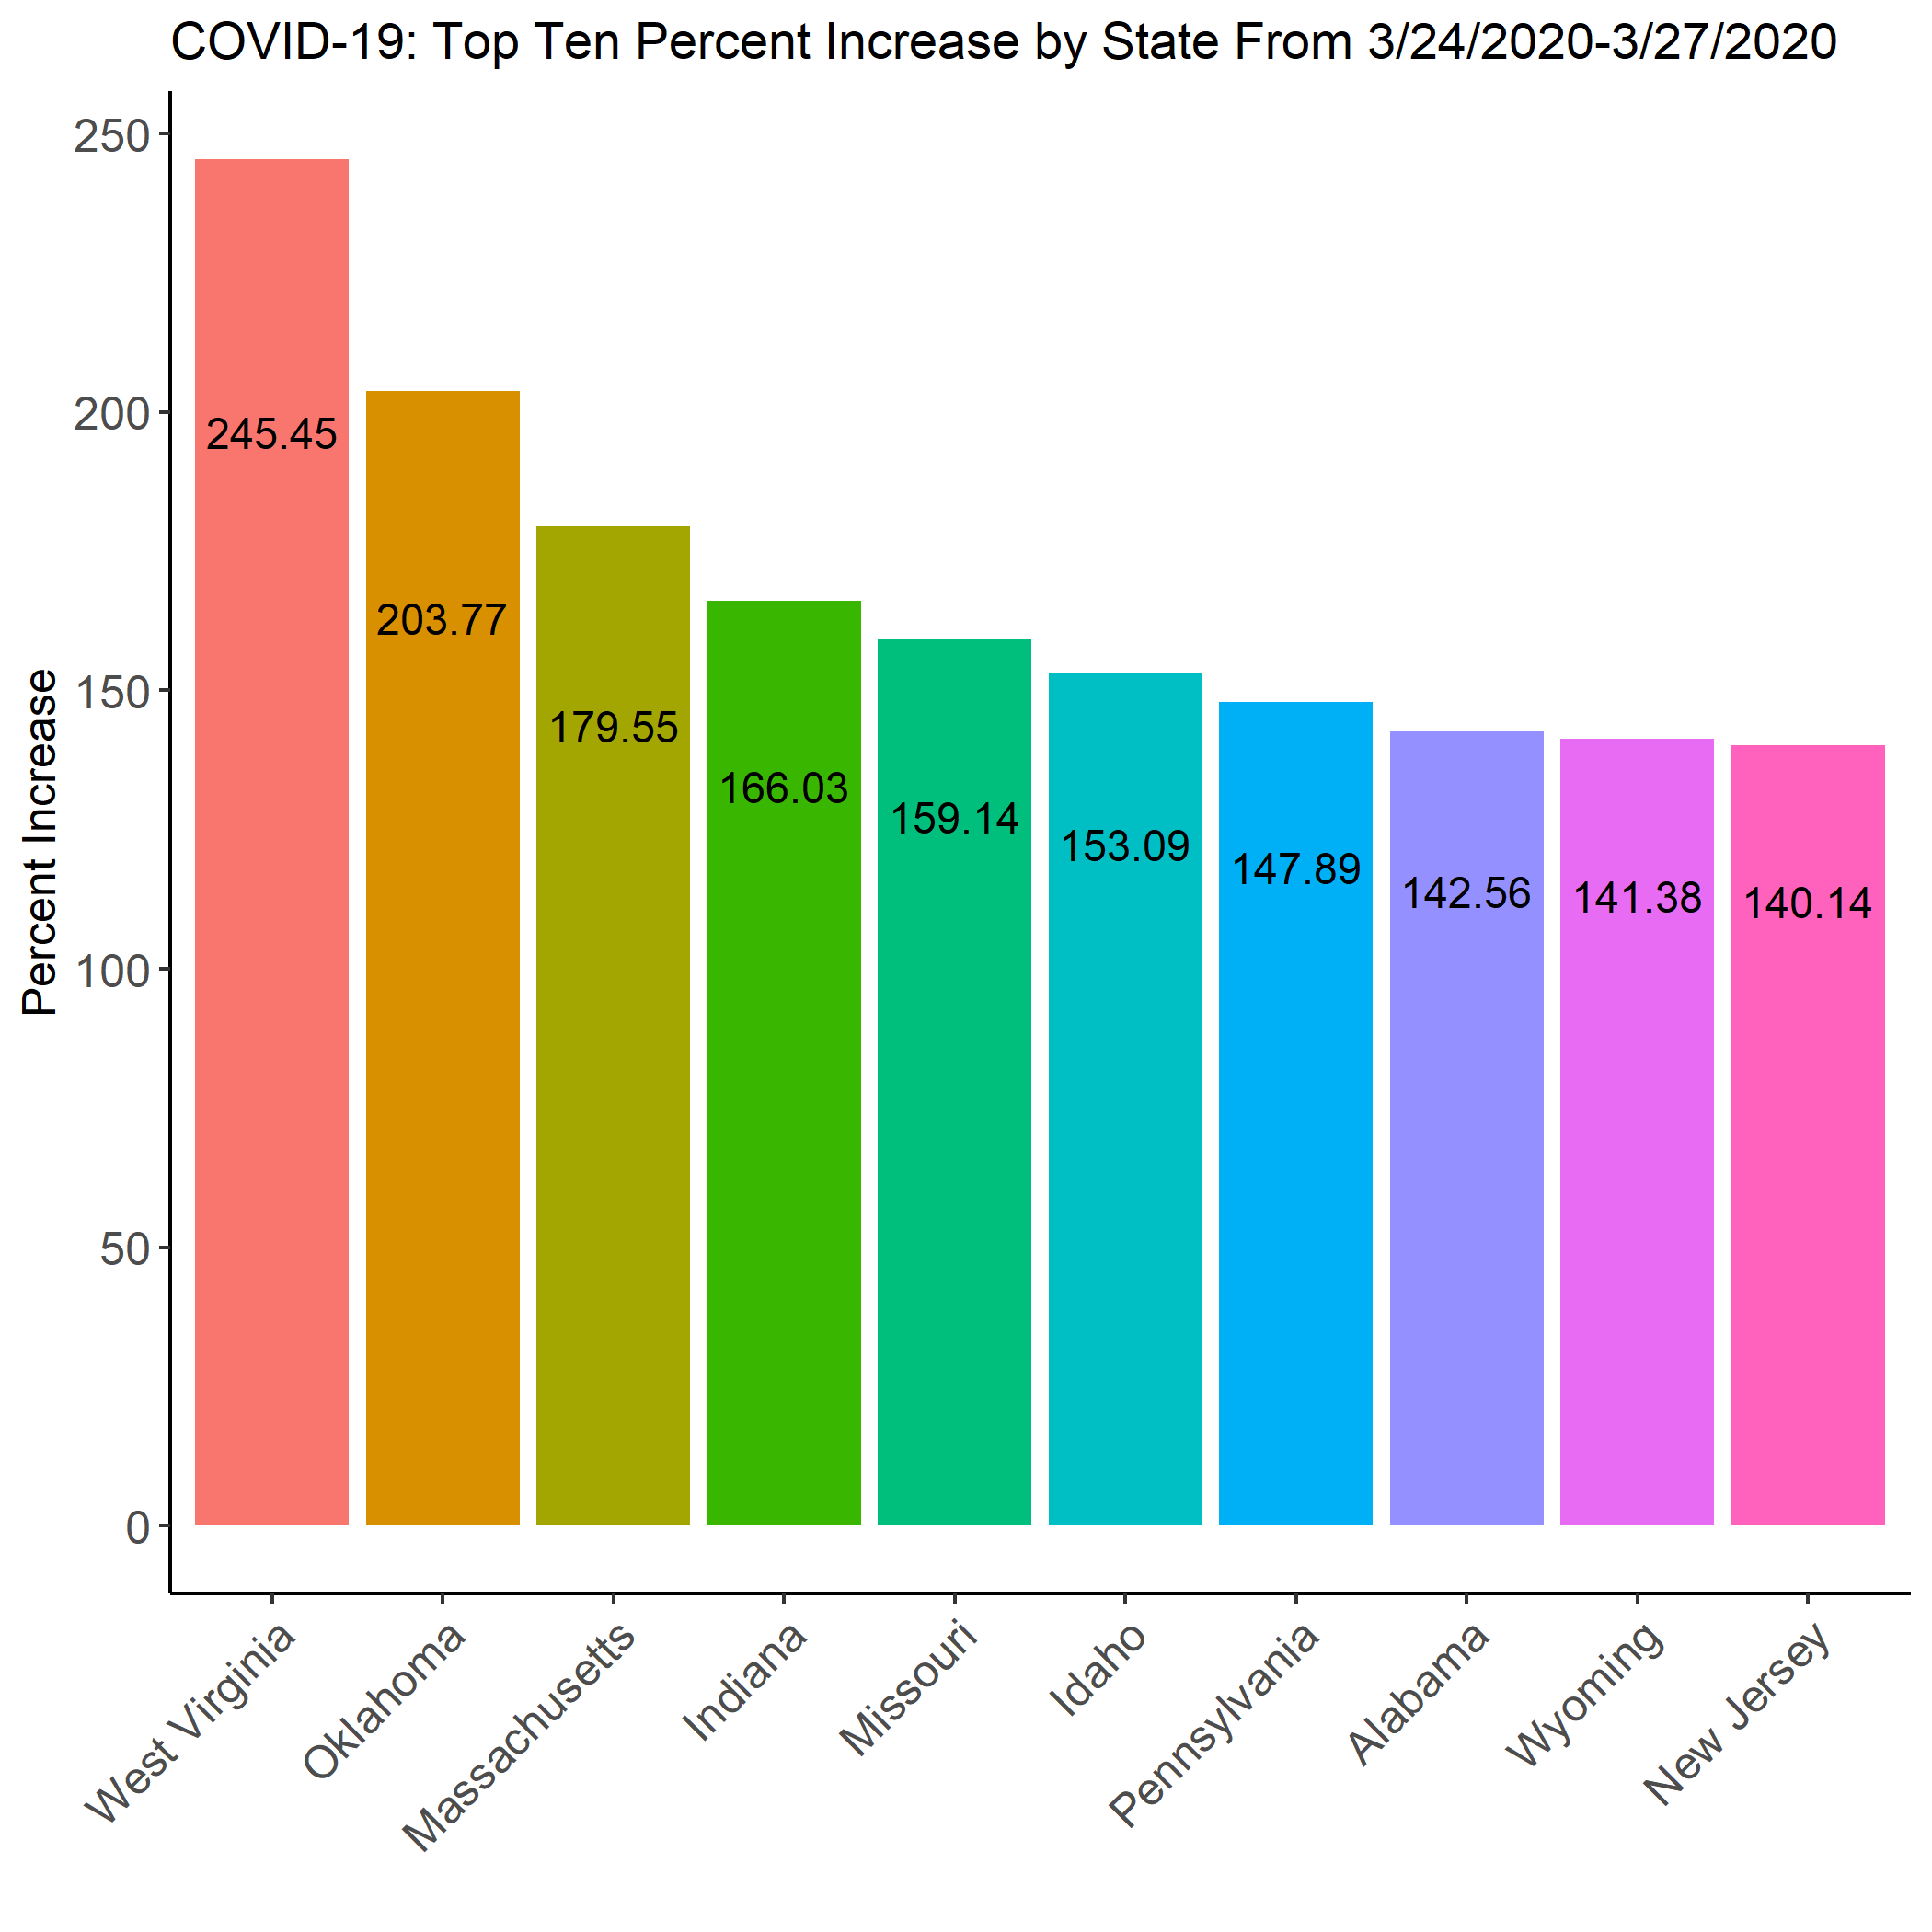 COVID-19: Top Ten Percent Increase by State From 3/24/2020-3/27/2020
Percent Increase
250
200
150
100
50
0
245.45
203.77
179.55
166.03
159.14
153.09
147.89
142.56
141.38
140.14
West Virginia
Oklahoma
Massachusetts
Indiana
Missouri
Idaho
Pennsylvania
Alabama
Wyoming
New Jersey